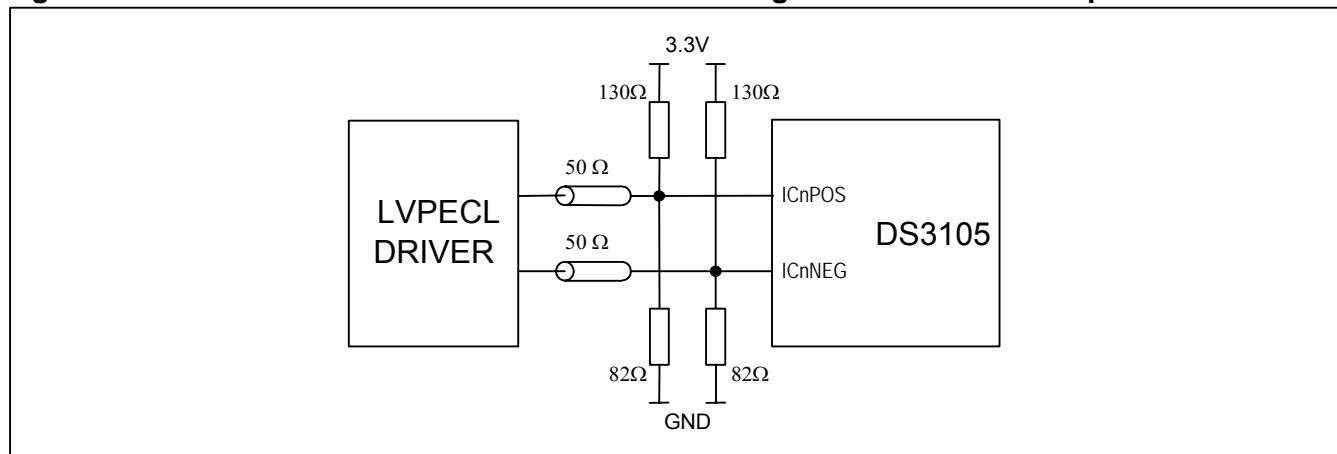 3.3V
130Ω 130Ω
50 Ω
ICnPOS
LVPECL
DRIVER
DS3105
50 Ω
ICnNEG
82Ω 82Ω
GND